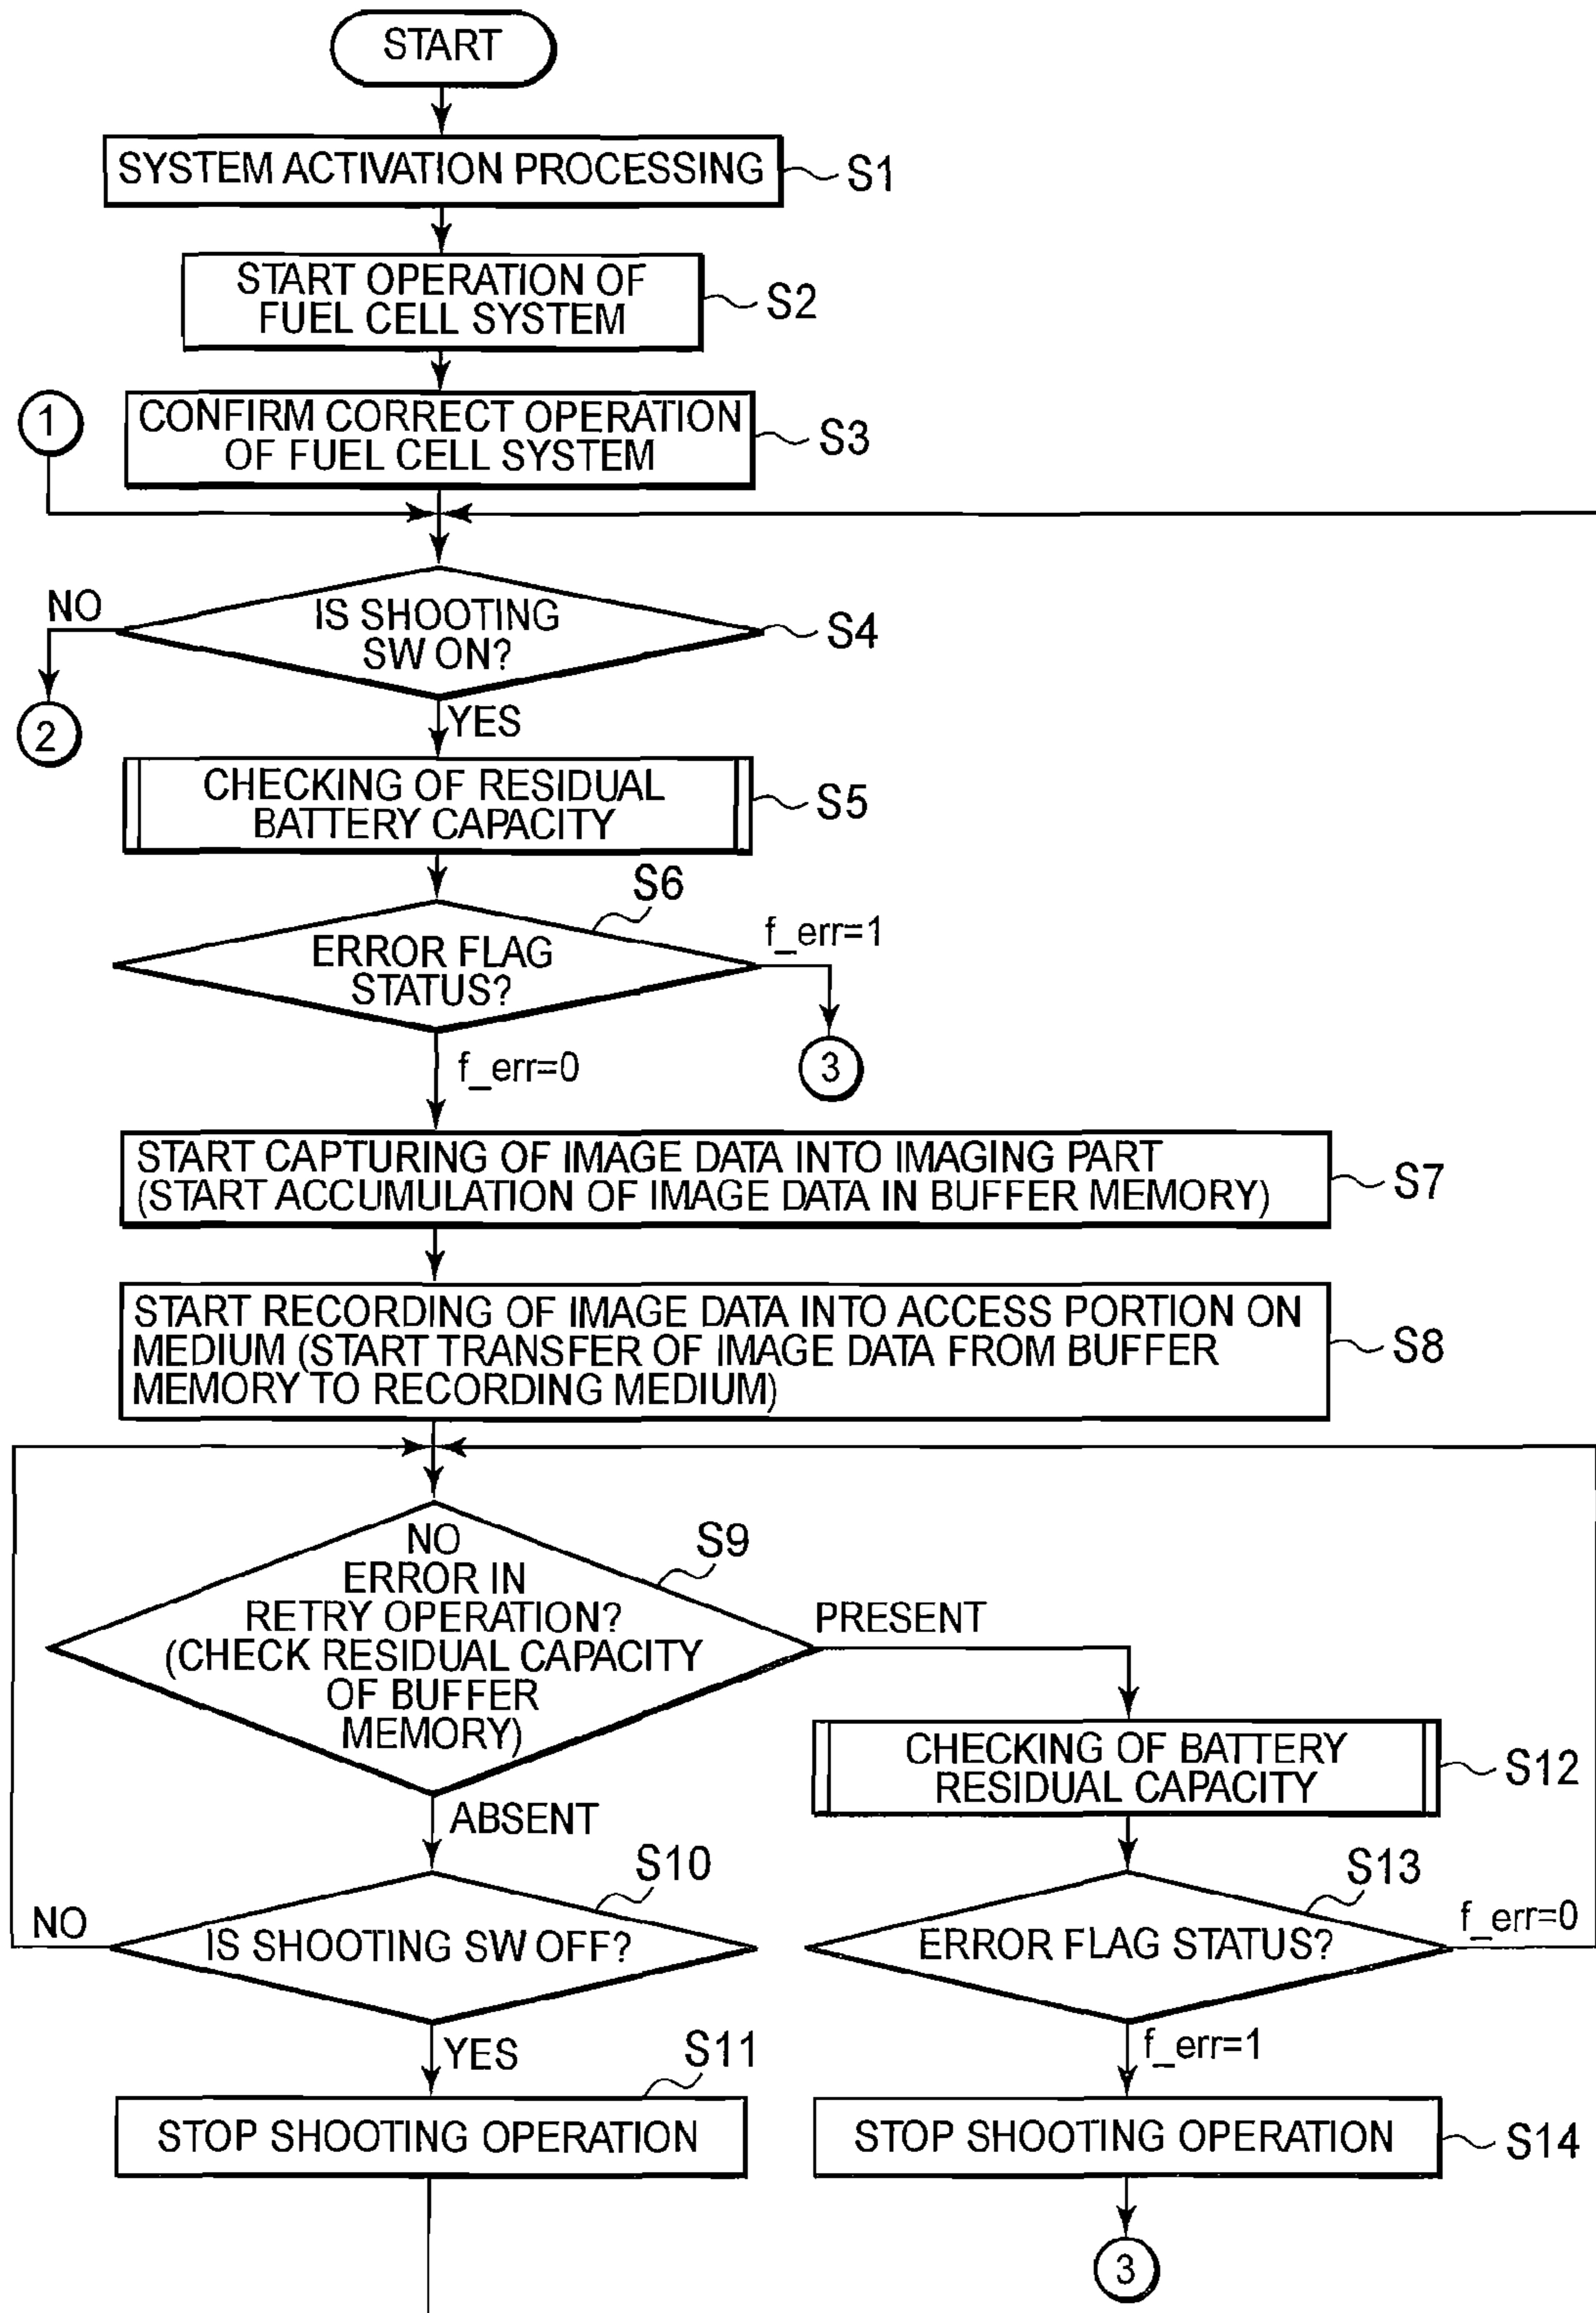 START
SYSTEM ACTIVATION PROCESSING
S1
START OPERATION OF
FUEL CELL SYSTEM
S2
1
CONFIRM CORRECT OPERATION
OF FUEL CELL SYSTEM
S3
NO
IS SHOOTING
SW ON?
S4
2
YES
CHECKING OF RESIDUAL
BATTERY CAPACITY
S5
S6
ERROR FLAG
STATUS?
f_err=1
3
f_err=0
START CAPTURING OF IMAGE DATA INTO IMAGING PART
(START ACCUMULATION OF IMAGE DATA IN BUFFER MEMORY)
S7
START RECORDING OF IMAGE DATA INTO ACCESS PORTION ON
MEDIUM (START TRANSFER OF IMAGE DATA FROM BUFFER
MEMORY TO RECORDING MEDIUM)
S8
NO
ERROR IN
RETRY OPERATION?
(CHECK RESIDUAL CAPACITY
OF BUFFER
MEMORY)
S9
PRESENT
CHECKING OF BATTERY
RESIDUAL CAPACITY
S12
ABSENT
S10
NO
IS SHOOTING SW OFF?
S13
ERROR FLAG STATUS?
f_err=0
YES
S11
f_err=1
STOP SHOOTING OPERATION
STOP SHOOTING OPERATION
S14
3